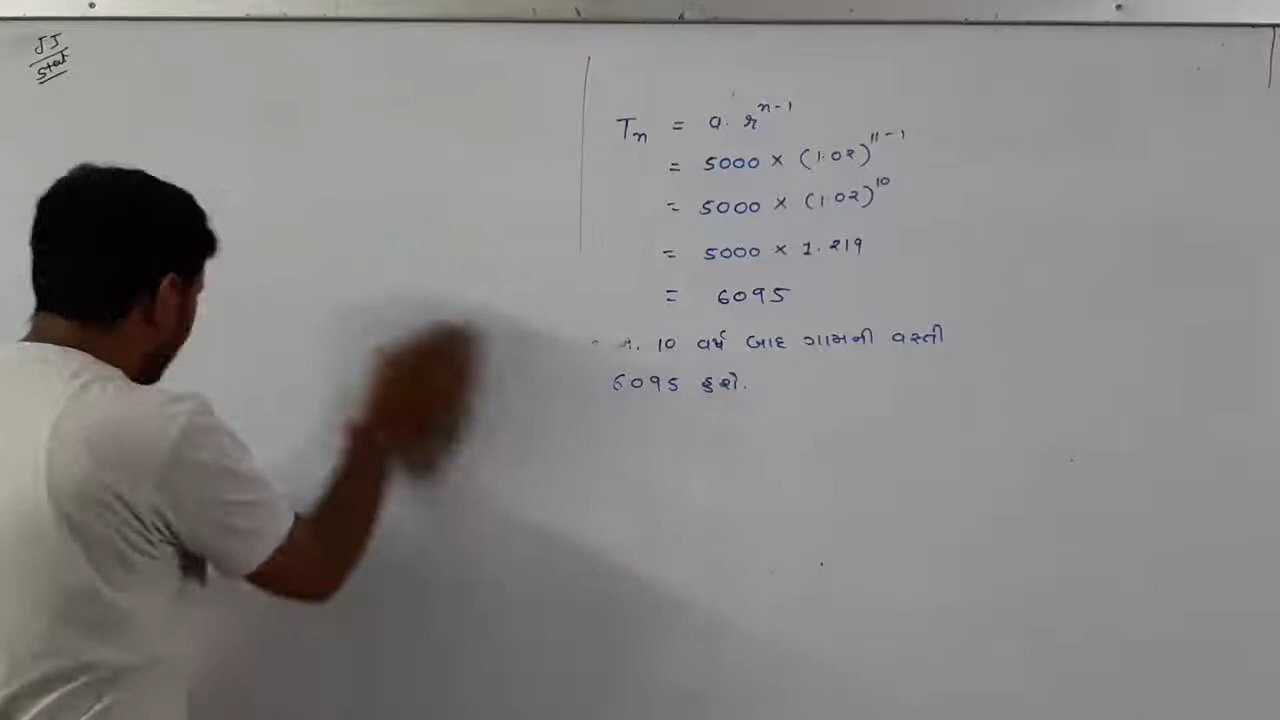 JJ
Stat
Tn = a. r^n-1
= 5000 × (1.02)^11-1
= 5000 × (1.02)^10
= 5000 × 1.219
= 6095
10 વર્ષ બાદ ગામની વસ્તી
6095 હશે.